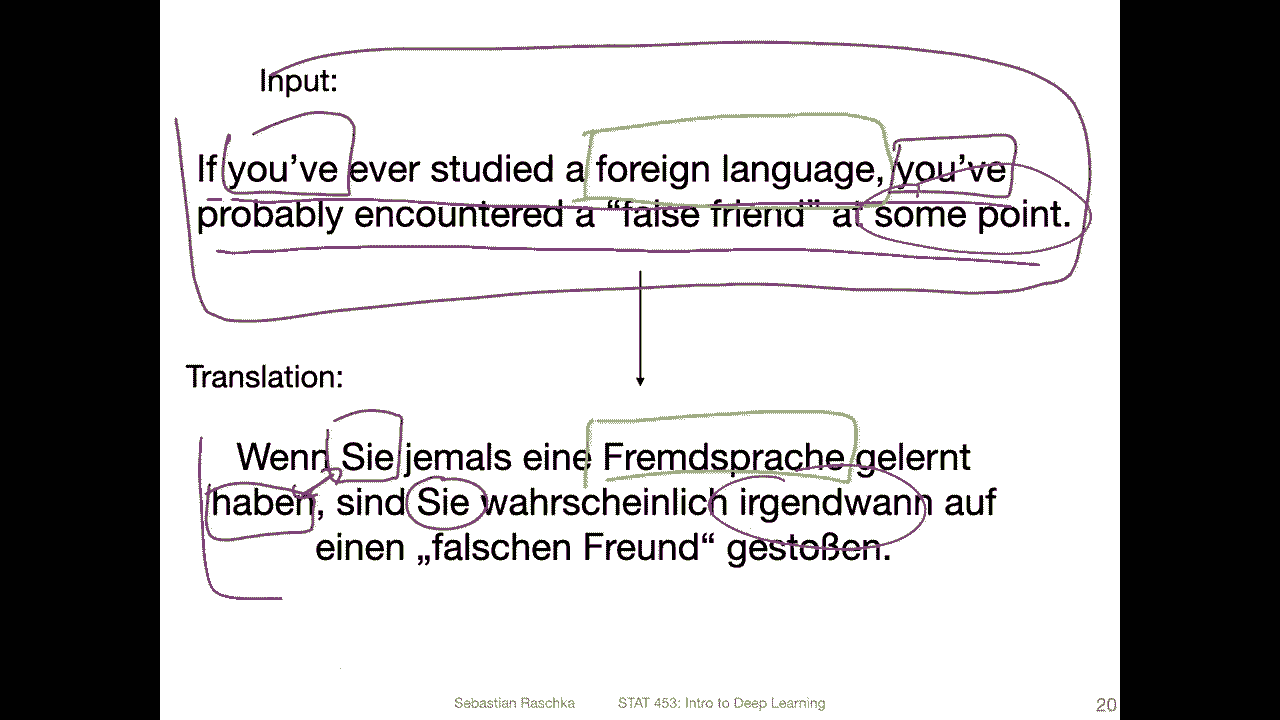 Input:
If you’ve ever studied a foreign language, you’ve
probably encountered a “false friend” at some point.
Translation:
Wenn Sie jemals eine Fremdsprache gelernt
haben, sind Sie wahrscheinlich irgendwann auf
einen „falschen Freund“ gestoßen.
Sebastian Raschka STAT 453: Intro to Deep Learning 20